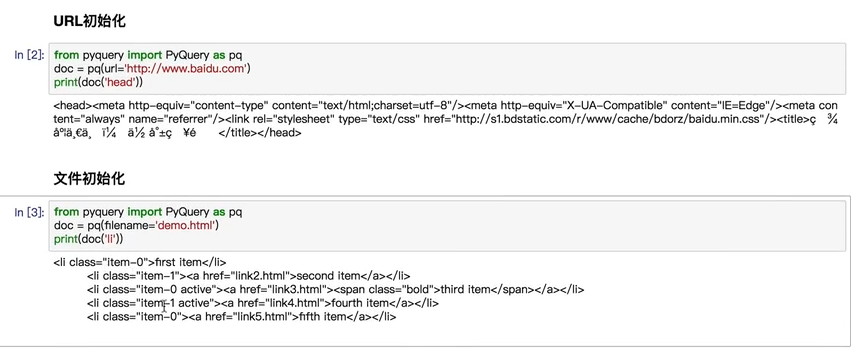 URL初始化
In [2]:
from pyquery import PyQuery as pq
doc = pq(url='http://www.baidu.com')
print(doc('head'))
<head><meta http-equiv="content-type" content="text/html;charset=utf-8"/><meta http-equiv="X-UA-Compatible" content="IE=Edge"/><meta con
tent="always" name="referrer"/><link rel="stylesheet" type="text/css" href="http://s1.bdstatic.com/r/www/cache/bdorz/baidu.min.css"/><title>ç ¾
</title></head>
文件初始化
In [3]:
from pyquery import PyQuery as pq
doc = pq(filename='demo.html')
print(doc('li'))
<li class="item-0">first item</li>
<li class="item-1"><a href="link2.html">second item</a></li>
<li class="item-0 active"><a href="link3.html"><span class="bold">third item</span></a></li>
<li class="item-1 active"><a href="link4.html">fourth item</a></li>
<li class="item-0"><a href="link5.html">fifth item</a></li>